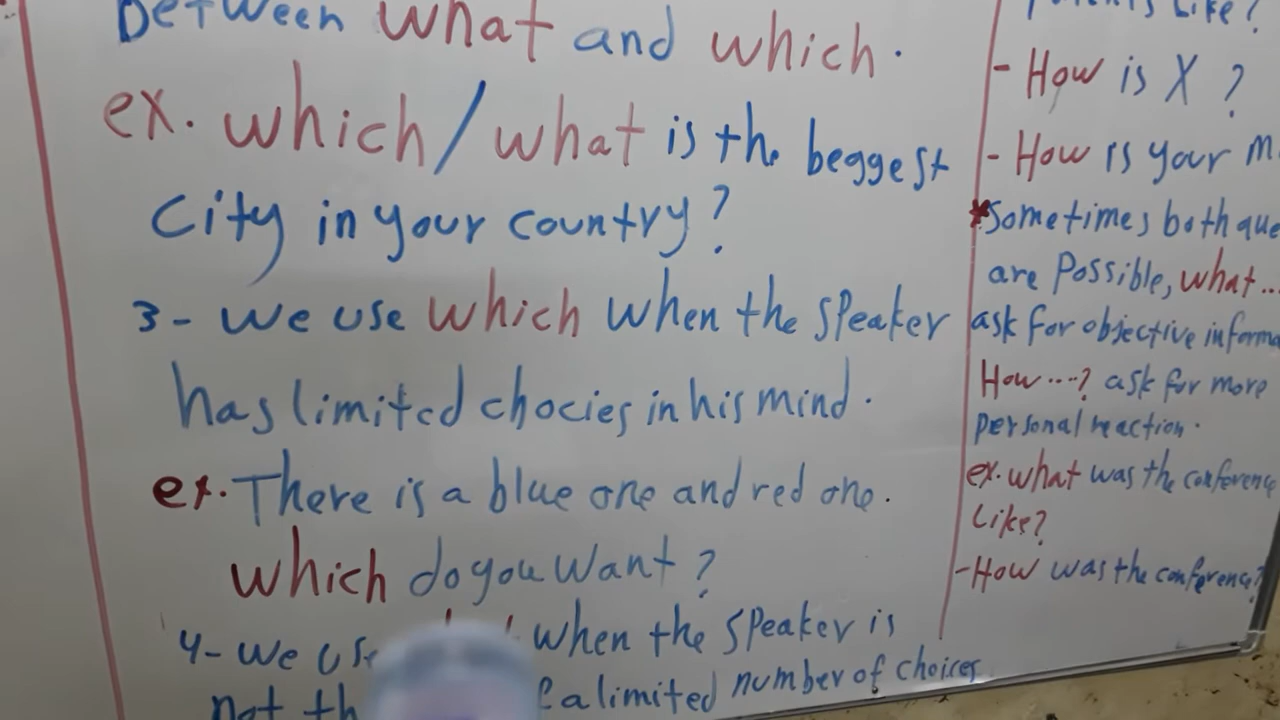 between what and which.
ex. which/what is the beggest
City in your country?
3- we use which when the speaker
has limited chocies in his mind.
ex. There is a blue one and red one.
which do you want?
4- we use when the speaker is
not a limited number of choices
Like?
- How is X ?
- How is your
*Sometimes both
are Possible, what...
ask for objective
How ....? ask for more
personal reaction.
ex. what was the conference
Like?
-How was the conference?